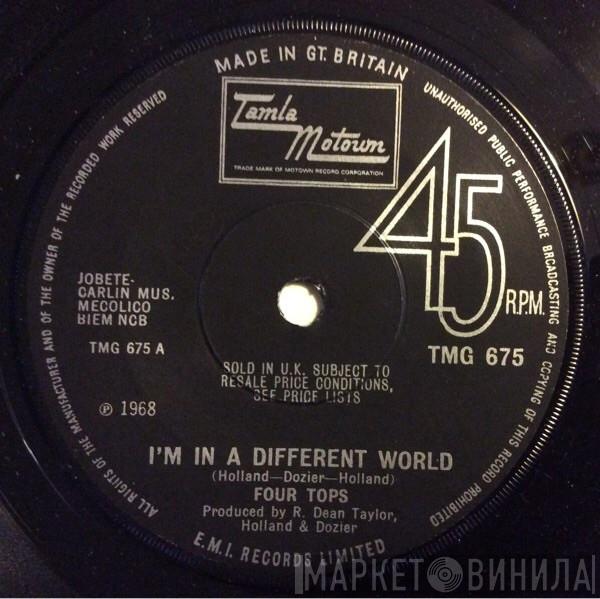 MADE IN GT. BRITAIN
UNAUTHORISED PUBLIC PERFORMANCE BROADCASTING AND COPYING OF THIS RECORD PROHIBITED
ALL RIGHTS OF THE MANUFACTURER AND OF THE OWNER OF THE RECORDED WORK RESERVED
Tamla
Motown
TRADE MARK OF MOTOWN RECORD CORPORATION
45
R.P.M.
TMG 675
JOBETE-
CARLIN MUS.
MECOLICO
BIEM NCB
TMG 675 A
℗ 1968
SOLD IN U.K. SUBJECT TO
RESALE PRICE CONDITIONS,
SEE PRICE LISTS
I'M IN A DIFFERENT WORLD
(Holland—Dozier—Holland)
FOUR TOPS
Produced by R. Dean Taylor,
Holland & Dozier
E.M.I. RECORDS LIMITED
МАРКЕТ ВИНИЛА